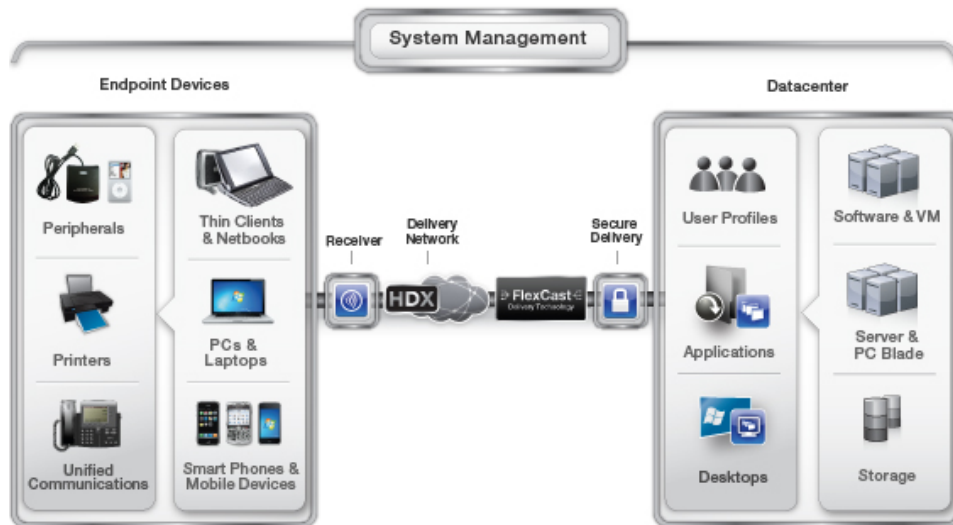 System Management
Endpoint Devices
Datacenter
Peripherals
Thin Clients
& Netbooks
Printers
PCs &
Laptops
Unified
Communications
Smart Phones &
Mobile Devices
Receiver
Delivery
Network
HDX
FlexCast
Delivery Technology
Secure
Delivery
User Profiles
Software & VM
Applications
Server &
PC Blade
Desktops
Storage